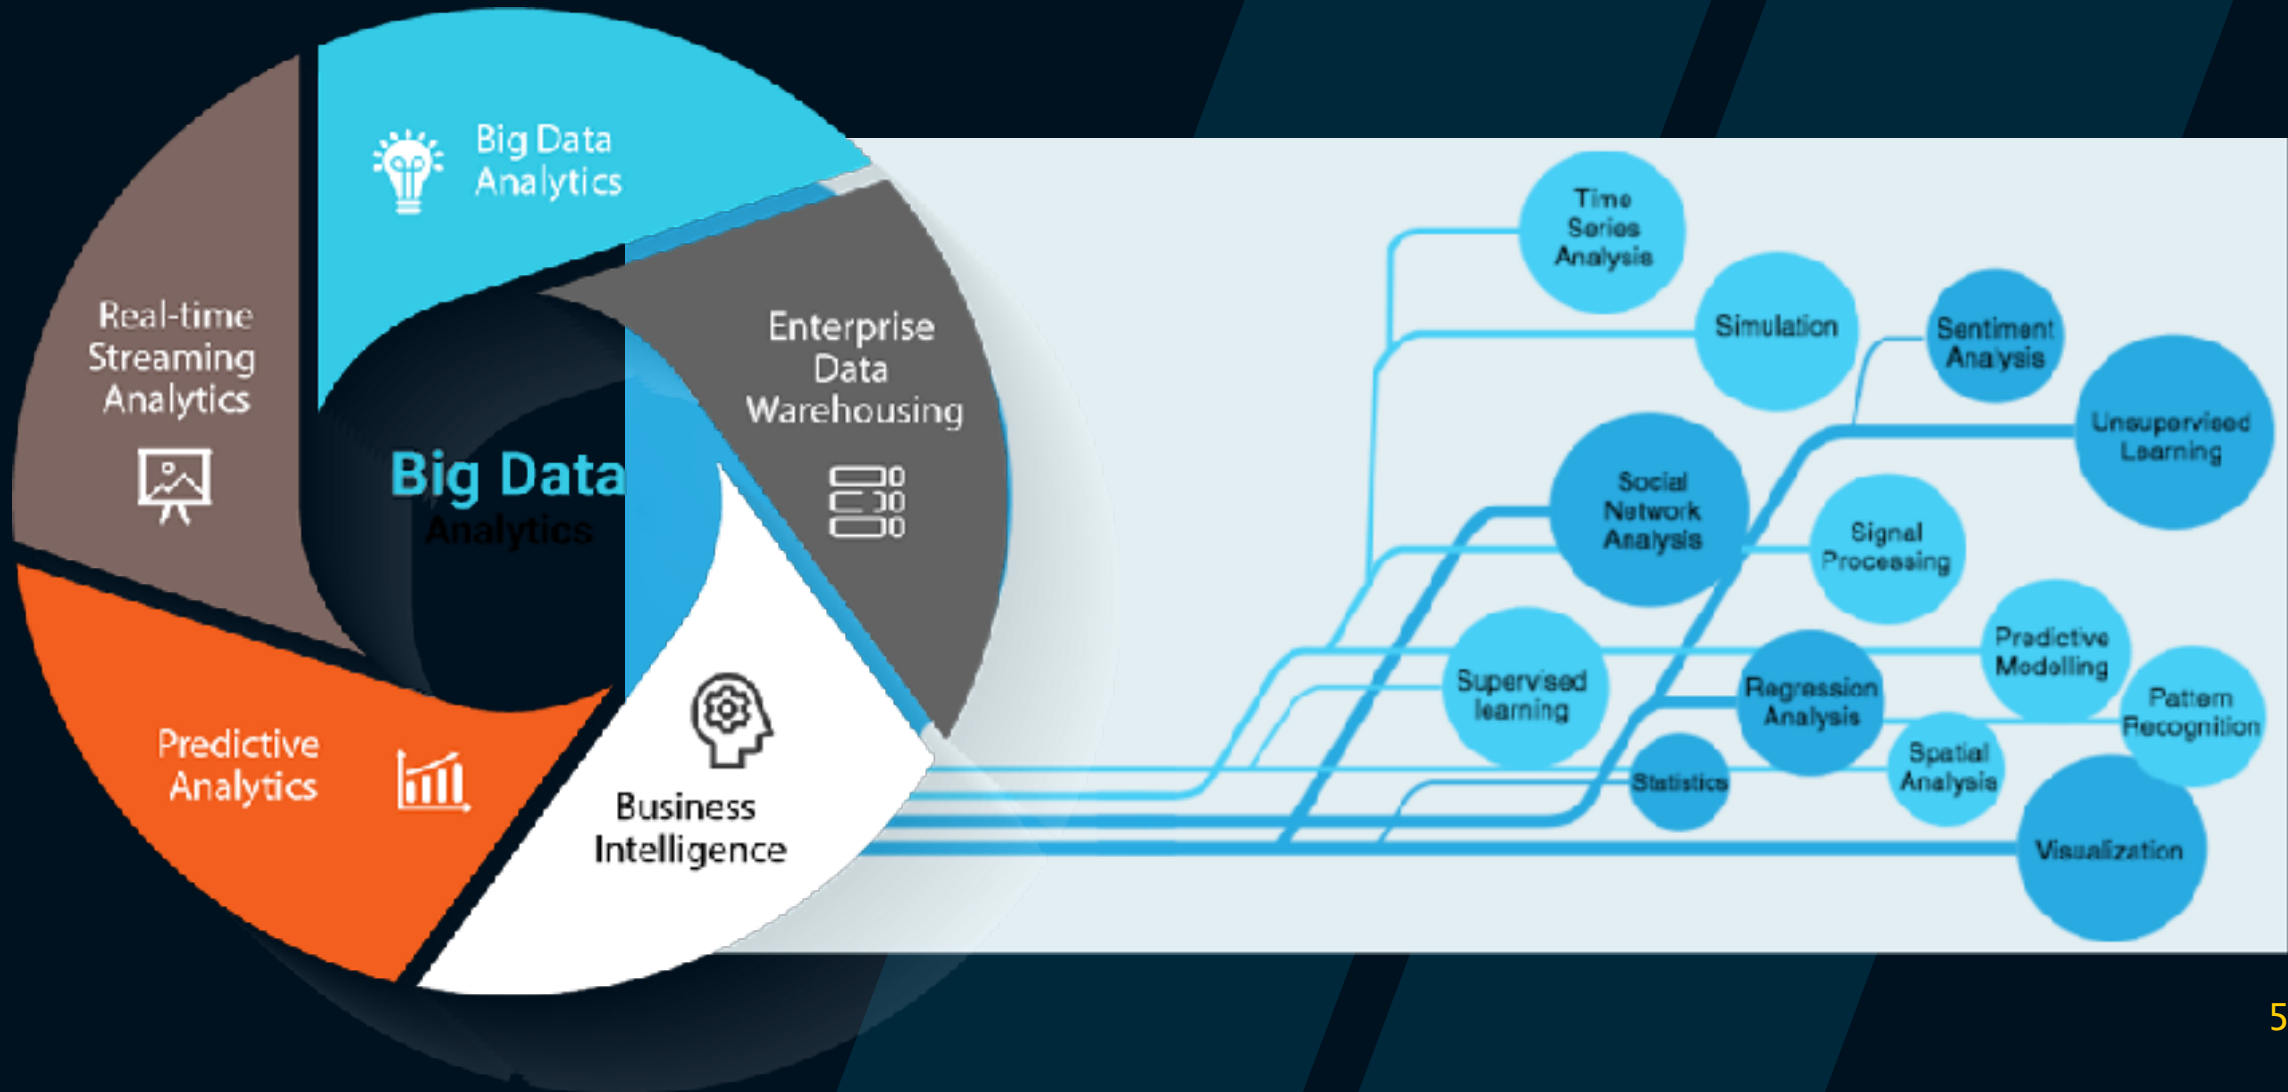 Big Data
Analytics
Real-time
Streaming
Analytics
Enterprise
Data
Warehousing
Big Data
Analytics
Predictive
Analytics
Business
Intelligence
Time
Series
Analysis
Simulation
Sentiment
Analysis
Unsupervised
Learning
Social
Network
Analysis
Signal
Processing
Supervised
learning
Predictive
Modelling
Regression
Analysis
Pattern
Recognition
Statistics
Spatial
Analysis
Visualization
5